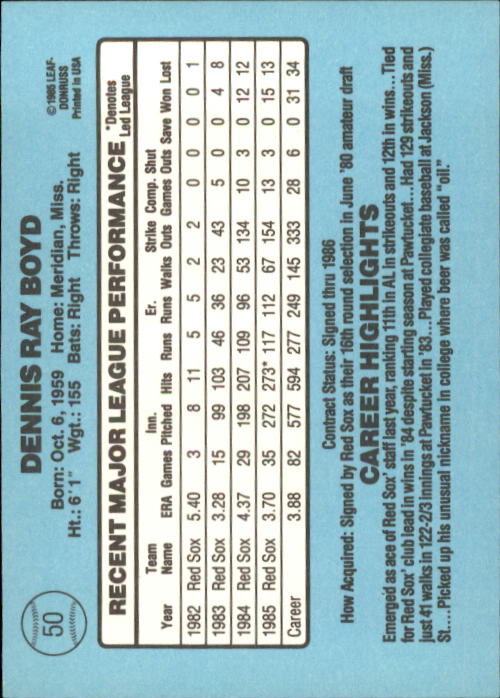 50
DENNIS RAY BOYD
©1985 LEAF-
DONRUSS
Printed in USA
Born: Oct. 6, 1959 Home: Meridian, Miss.
Ht.: 6'1" Wgt.: 155 Bats: Right Throws: Right
RECENT MAJOR LEAGUE PERFORMANCE
*Denotes
Led League
Team Inn. Er. Strike Comp. Shut
Year Name ERA Games Pitched Hits Runs Runs Walks Outs Games Outs Save Won Lost
1982 Red Sox 5.40 3 8 11 5 5 2 2 0 0 0 0 1
1983 Red Sox 3.28 15 99 103 46 36 23 43 5 0 0 4 8
1984 Red Sox 4.37 29 198 207 109 96 53 134 10 3 0 12 12
1985 Red Sox 3.70 35 272 273* 117 112 67 154 13 3 0 15 13
Career 3.88 82 577 594 277 249 145 333 28 6 0 31 34
Contract Status: Signed thru 1986
How Acquired: Signed by Red Sox as their 16th round selection in June '80 amateur draft
CAREER HIGHLIGHTS
Emerged as ace of Red Sox' staff last year, ranking 11th in AL in strikeouts and 12th in wins...Tied
for Red Sox' club lead in wins in '84 despite starting season at Pawtucket...Had 129 strikeouts and
just 41 walks in 122-2/3 innings at Pawtucket in '83...Played collegiate baseball at Jackson (Miss.)
St....Picked up his unusual nickname in college where beer was called "oil."